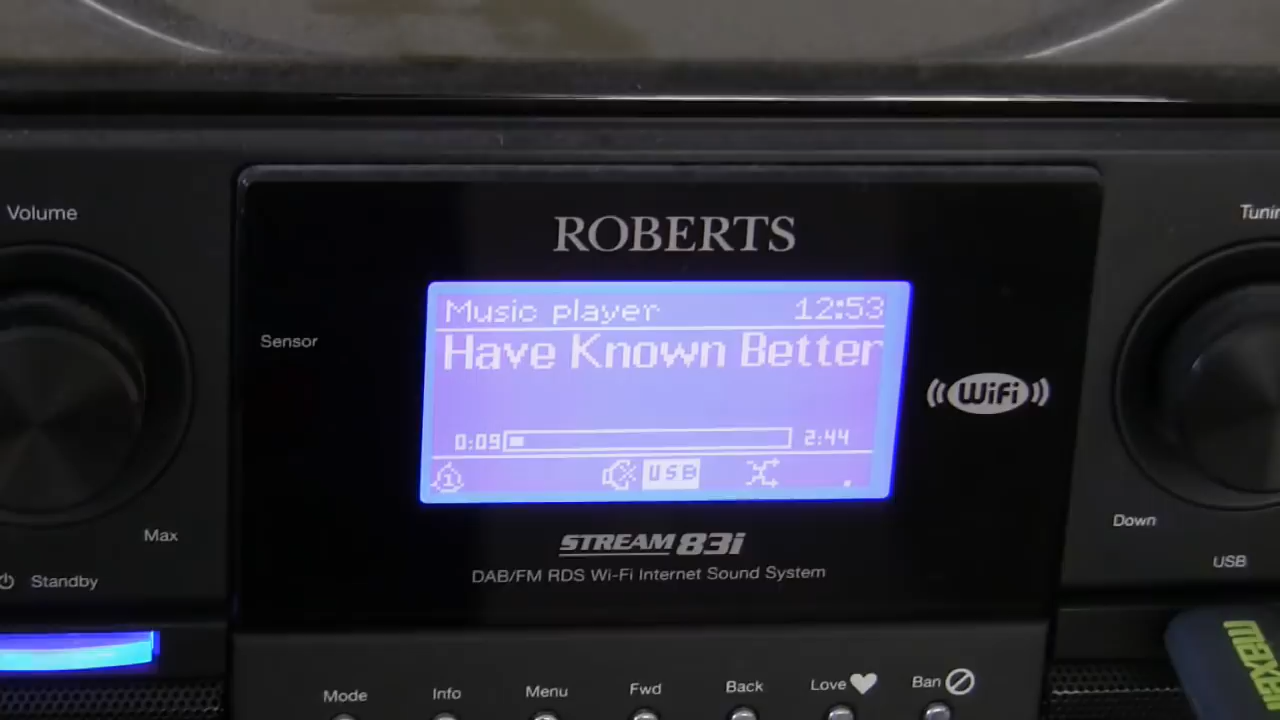 Volume
ROBERTS
Tunin
Music player 12:53
Sensor
Have Known Better
WiFi
0:09 2:44
1 USB
Max
Down
STREAM 83i
USB
DAB/FM RDS Wi-Fi Internet Sound System
Standby
Mode Info Menu Fwd Back Love Ban
maxel